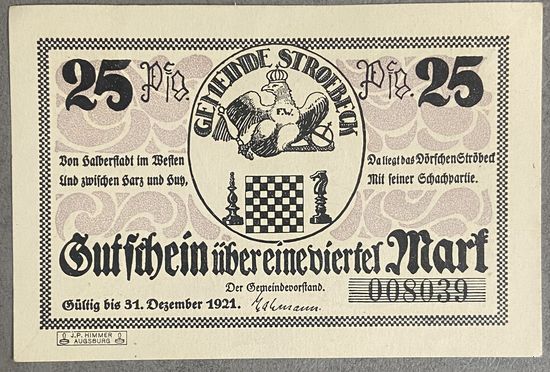 25 Pfg.
GEMEINDE STROEBECK
Pfg. 25
F.W.
Von Halberstadt im Westen
Und zwischen Harz und Huy,
Da liegt das Dörfchen Ströbeck
Mit seiner Schachpartie.
Gutschein über eine viertel Mark
Der Gemeindevorstand.
Gültig bis 31. Dezember 1921.
008039
J.P. HIMMER
AUGSBURG